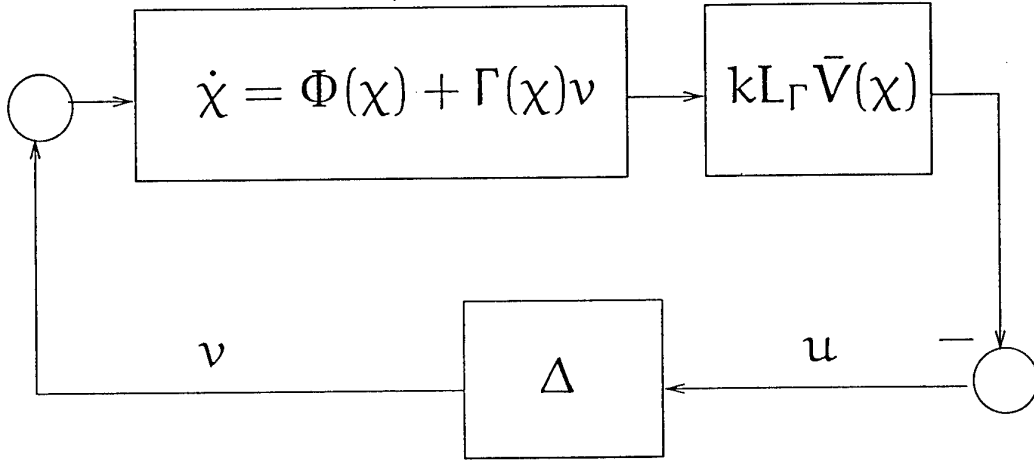 χ̇ = Φ(χ) + Γ(χ)ν
kL_Γ V̄(χ)
−
ν
Δ
u